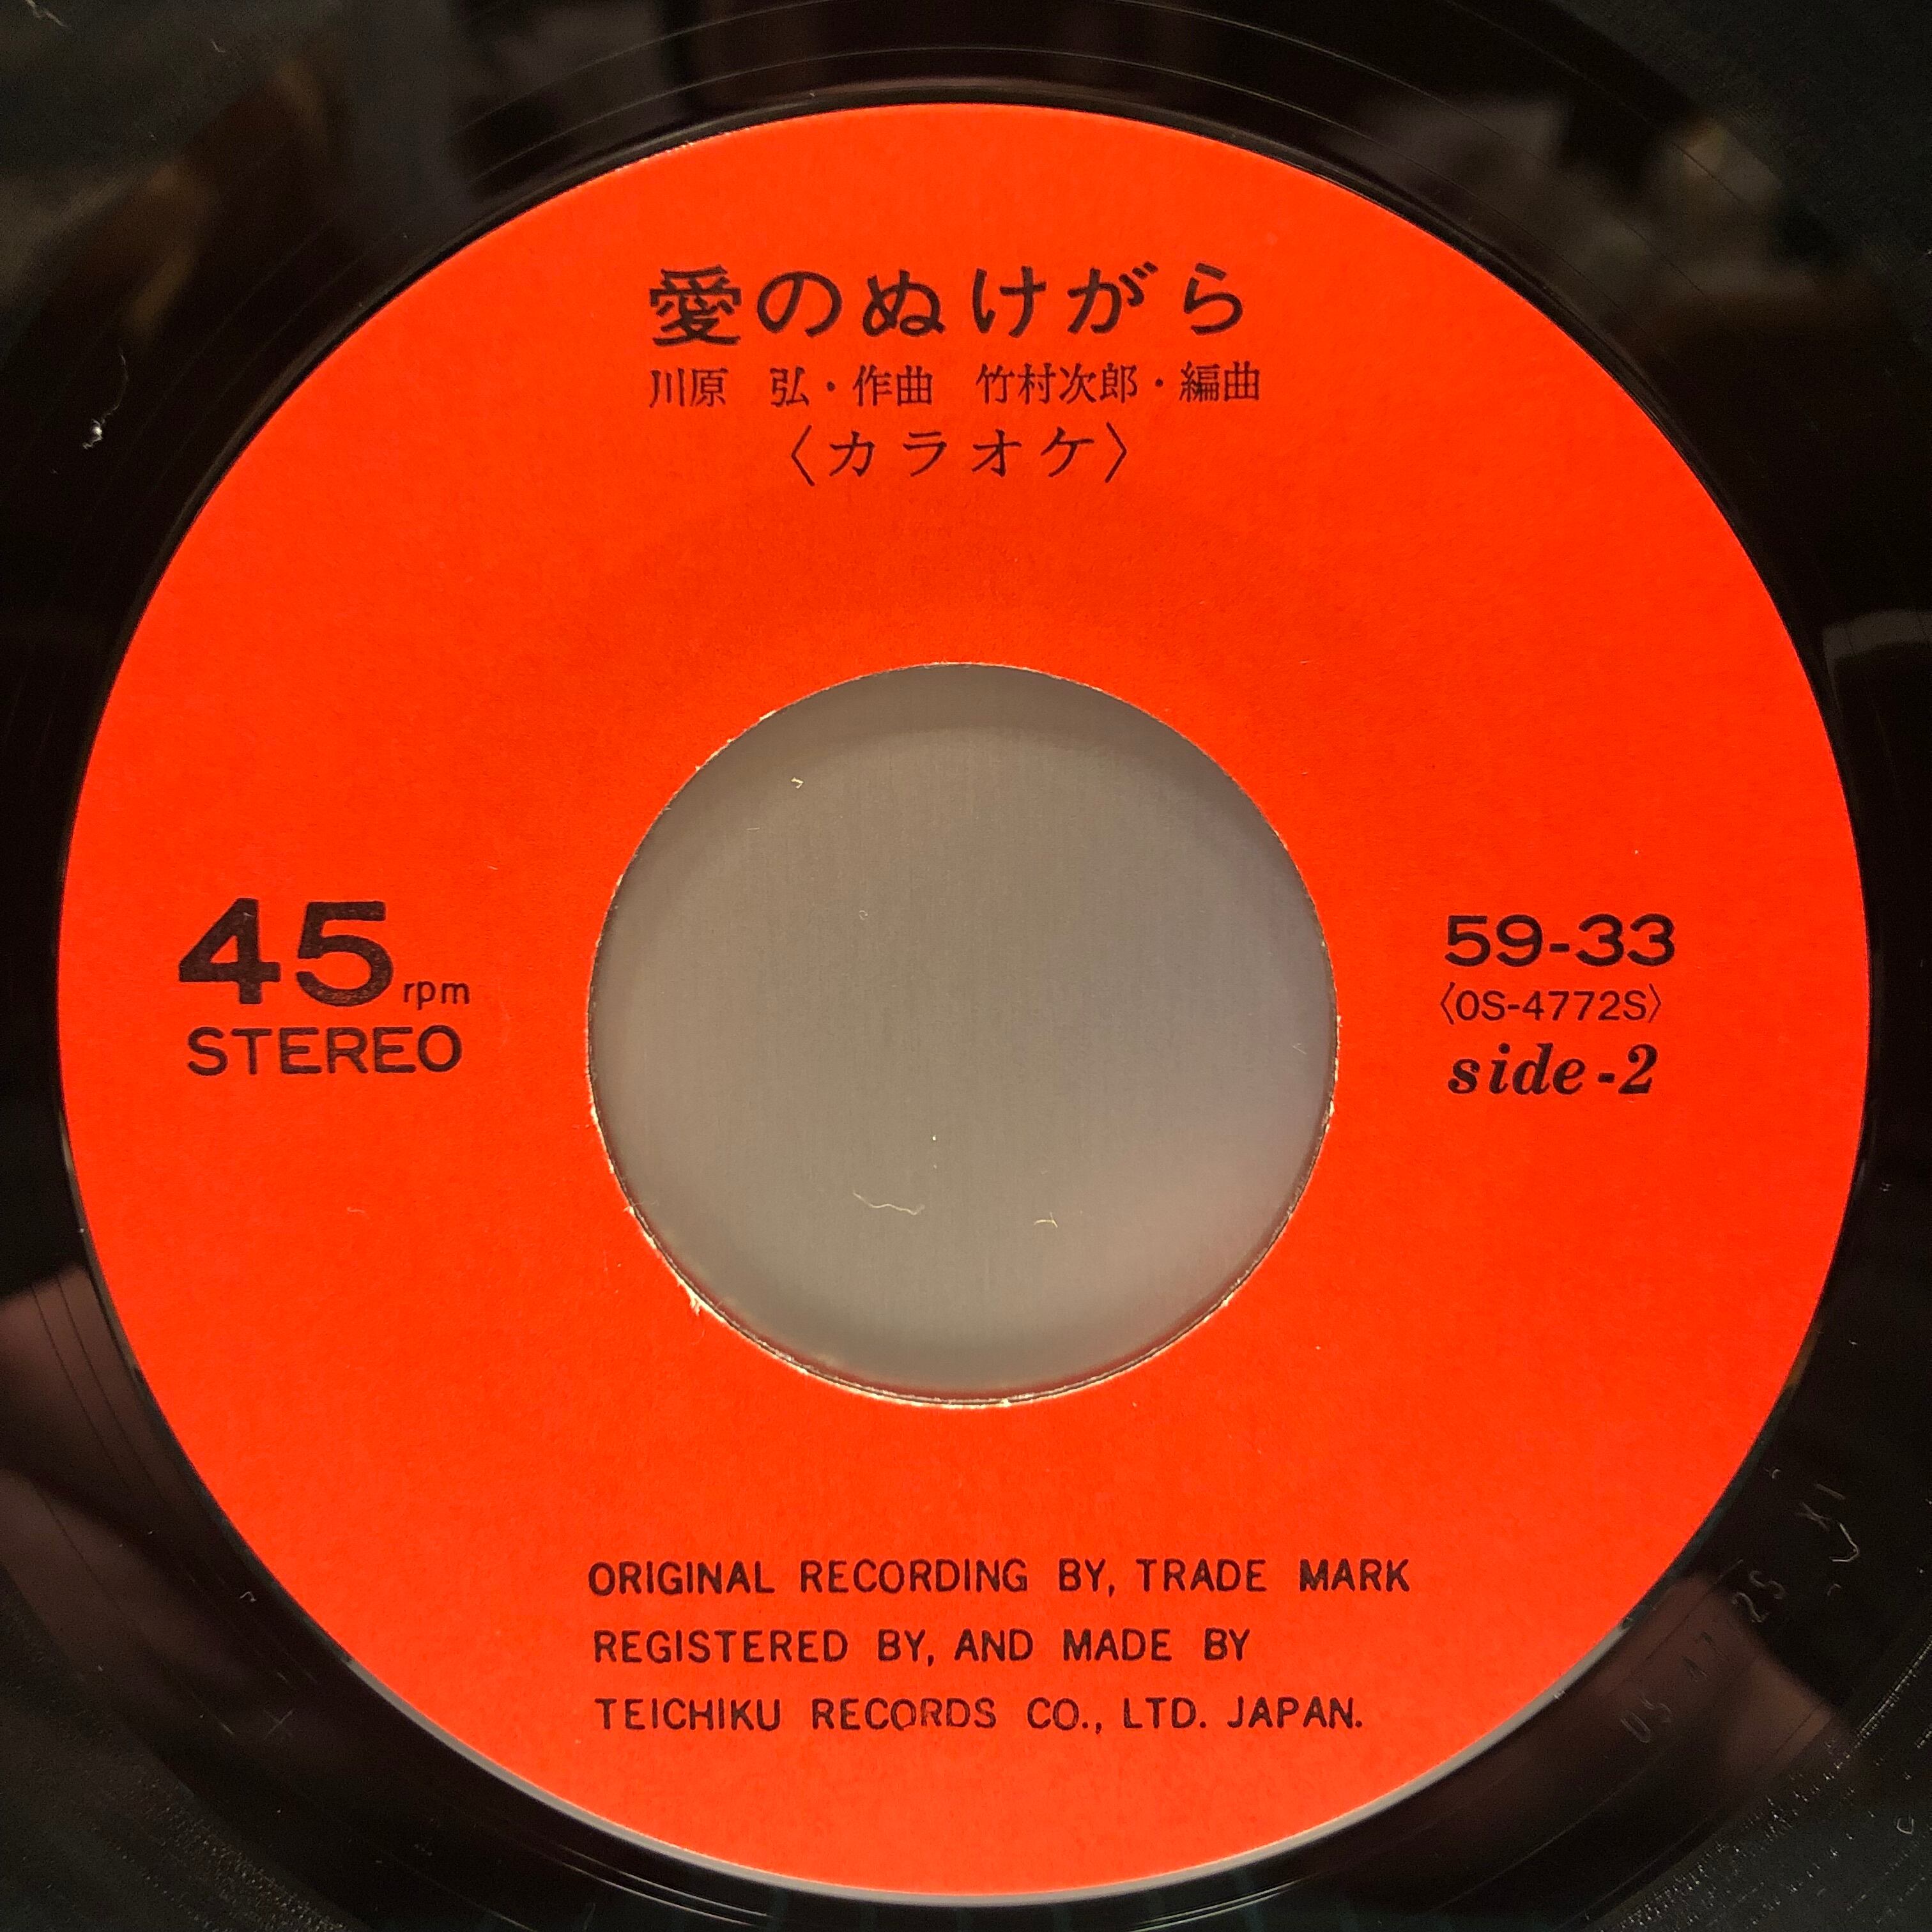 愛のぬけがら
川原 弘・作曲 竹村次郎・編曲
〈カラオケ〉
45rpm
STEREO
59-33
〈OS-4772S〉
side-2
ORIGINAL RECORDING BY, TRADE MARK
REGISTERED BY, AND MADE BY
TEICHIKU RECORDS CO., LTD. JAPAN.